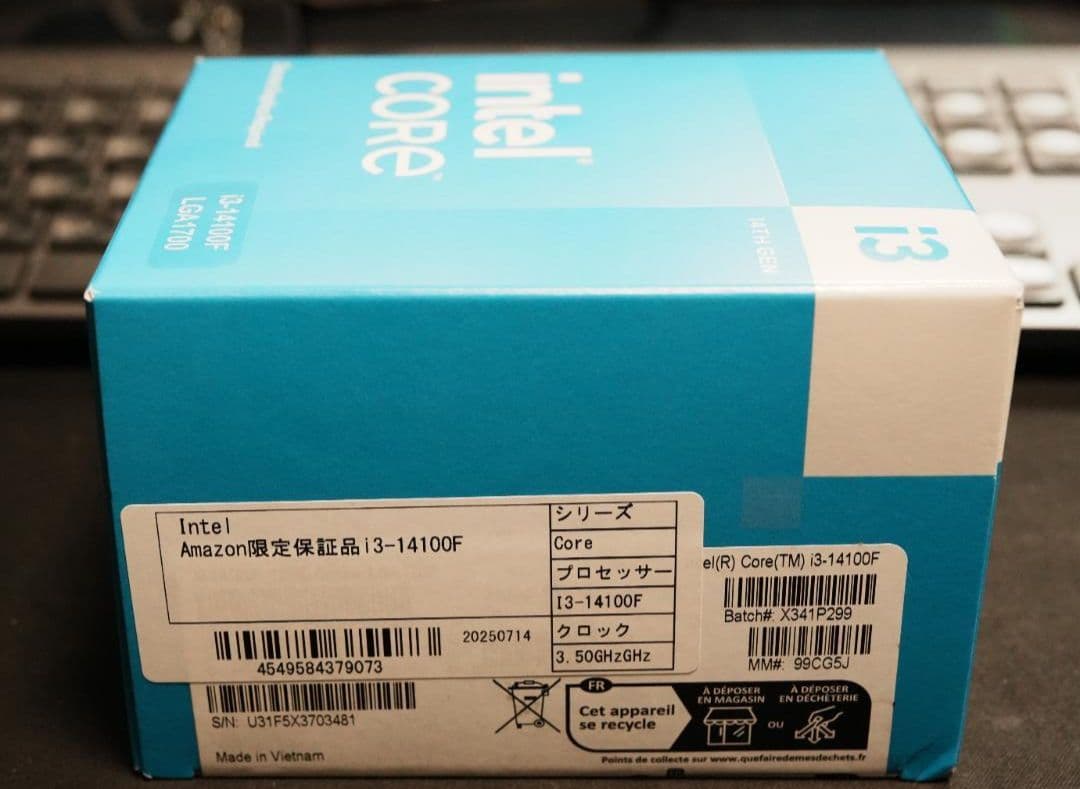 intel
CORE
i3-14100F
LGA1700
14TH GEN
i3
Intel
Amazon限定保証品i3-14100F
シリーズ
Core
プロセッサー
I3-14100F
クロック
3.50GHzGHz
20250714
4549584379073
el(R) Core(TM) i3-14100F
Batch#: X341P299
MM#: 99CG5J
S/N: U31F5X3703481
Made in Vietnam
FR
Cet appareil
se recycle
À DÉPOSER
EN MAGASIN
OU
À DÉPOSER
EN DÉCHÈTERIE
Points de collecte sur www.quefairedemesdechets.fr